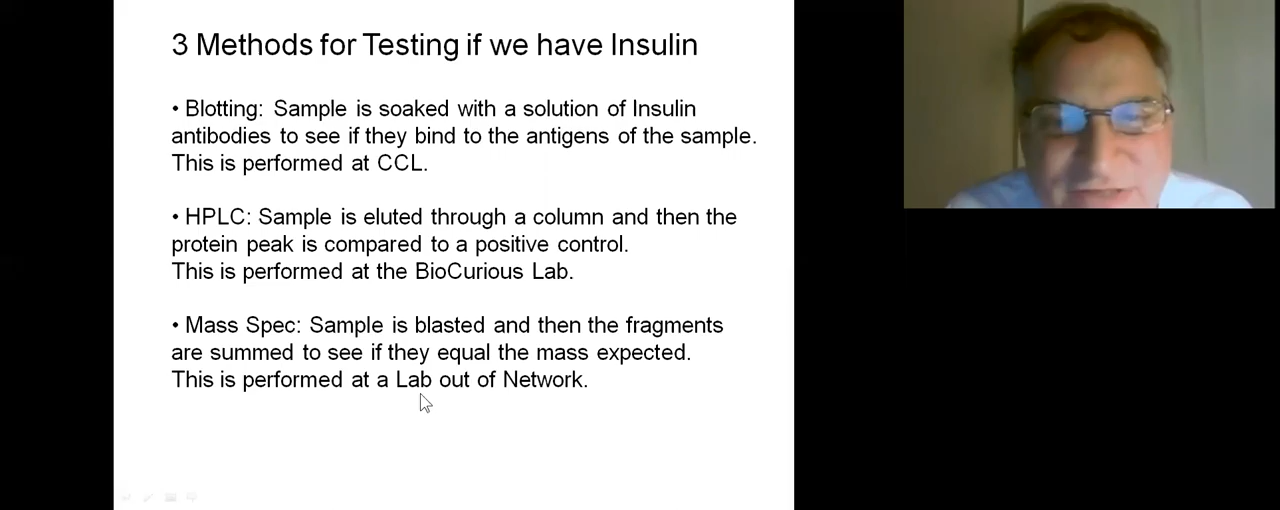 3 Methods for Testing if we have Insulin
• Blotting: Sample is soaked with a solution of Insulin
antibodies to see if they bind to the antigens of the sample.
This is performed at CCL.
• HPLC: Sample is eluted through a column and then the
protein peak is compared to a positive control.
This is performed at the BioCurious Lab.
• Mass Spec: Sample is blasted and then the fragments
are summed to see if they equal the mass expected.
This is performed at a Lab out of Network.